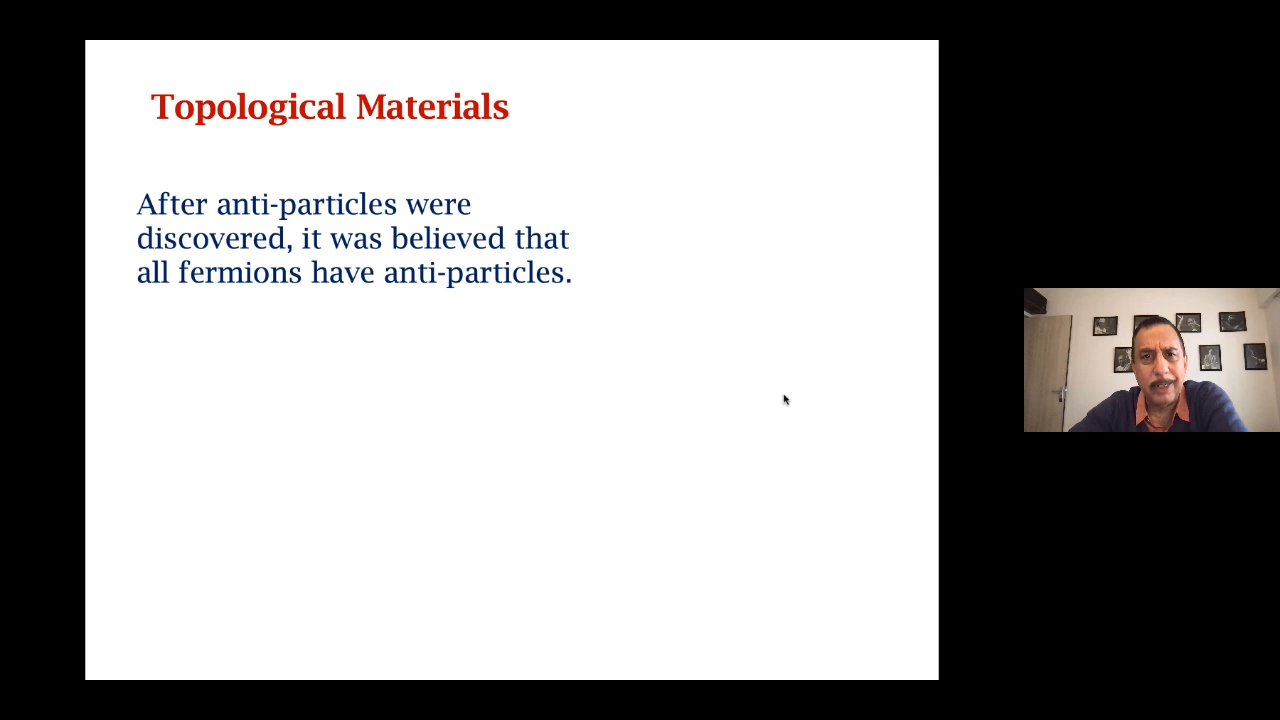 Topological Materials
After anti-particles were
discovered, it was believed that
all fermions have anti-particles.